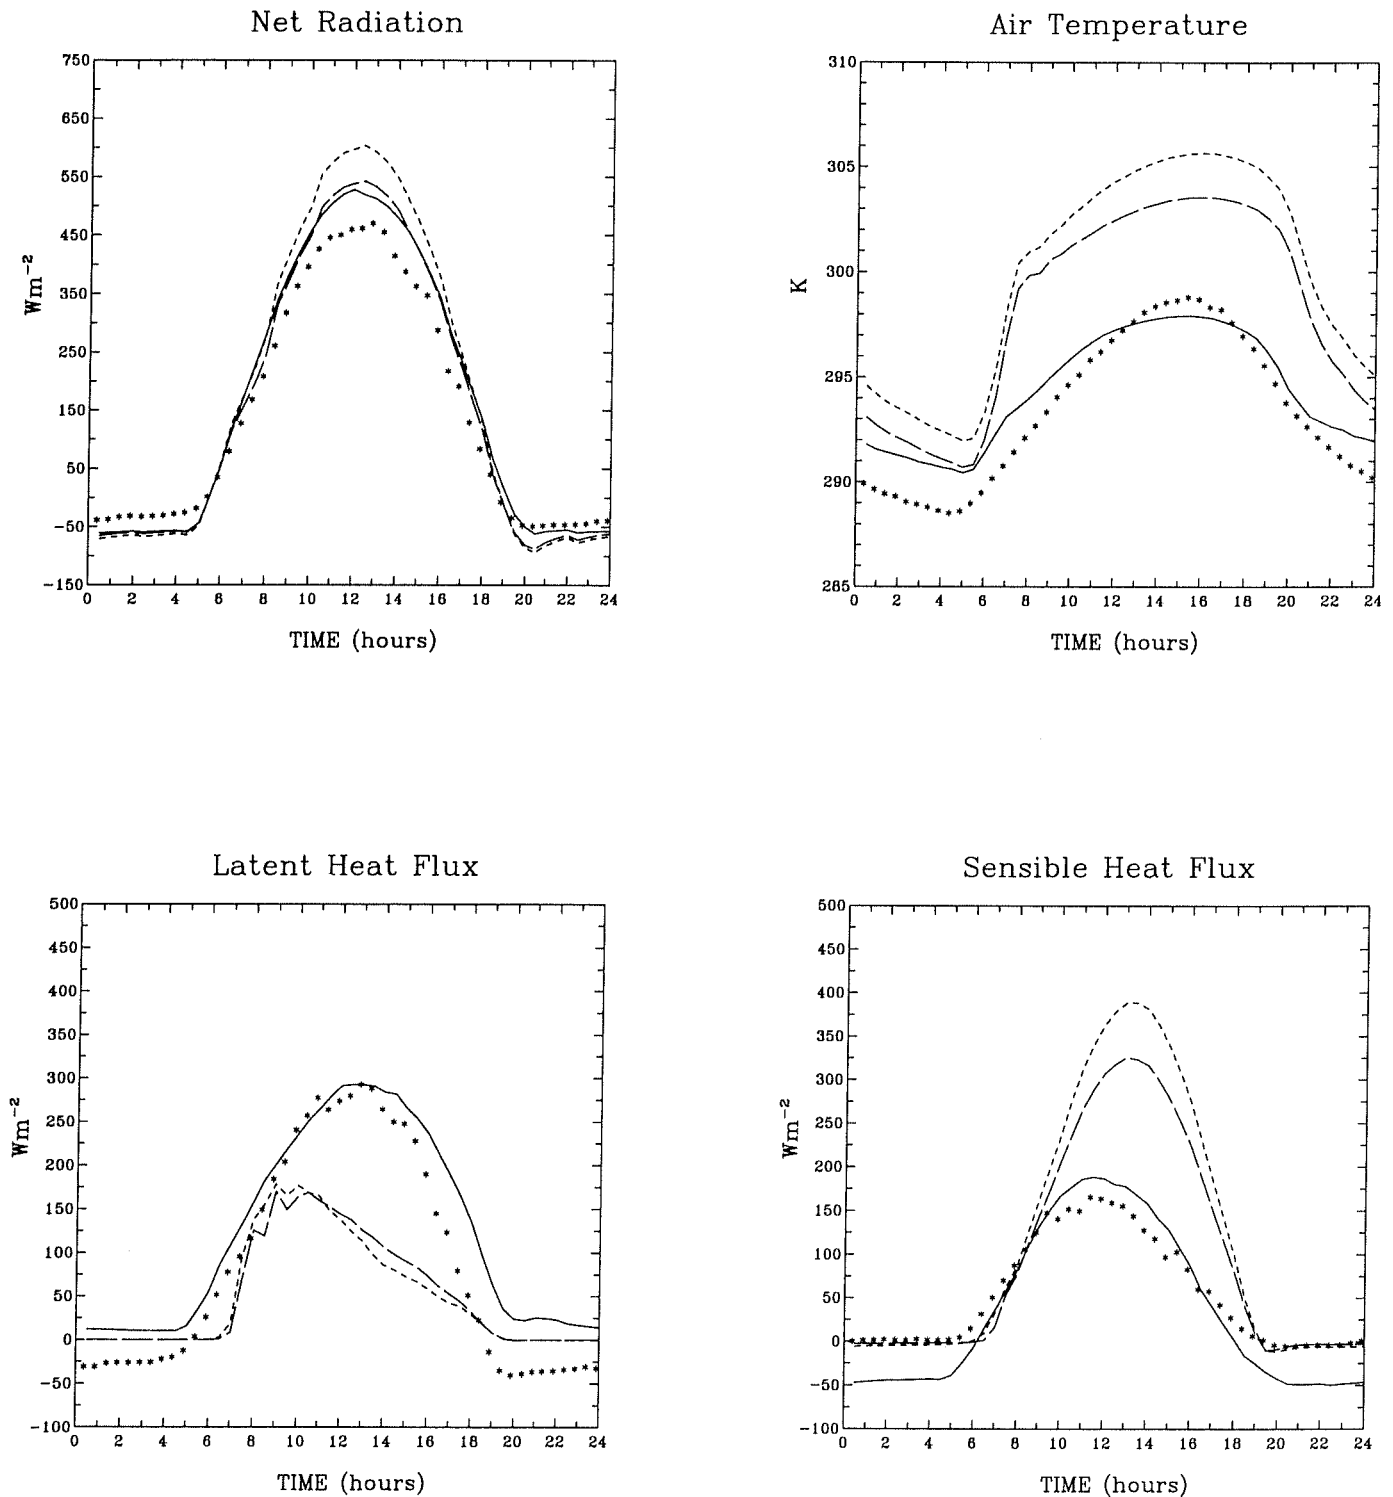 Net Radiation
750
650
550
450
350
250
150
50
−50
−150
Wm−2
0 2 4 6 8 10 12 14 16 18 20 22 24
TIME (hours)
Air Temperature
310
305
300
295
290
285
K
0 2 4 6 8 10 12 14 16 18 20 22 24
TIME (hours)
Latent Heat Flux
500
450
400
350
300
250
200
150
100
50
0
−50
−100
Wm−2
0 2 4 6 8 10 12 14 16 18 20 22 24
TIME (hours)
Sensible Heat Flux
500
450
400
350
300
250
200
150
100
50
0
−50
−100
Wm−2
0 2 4 6 8 10 12 14 16 18 20 22 24
TIME (hours)